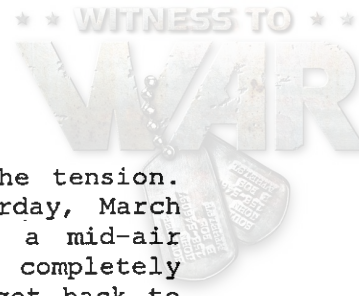 WITNESS TO
WAR
he tension.
rday, March
a mid-air
completely
get back to